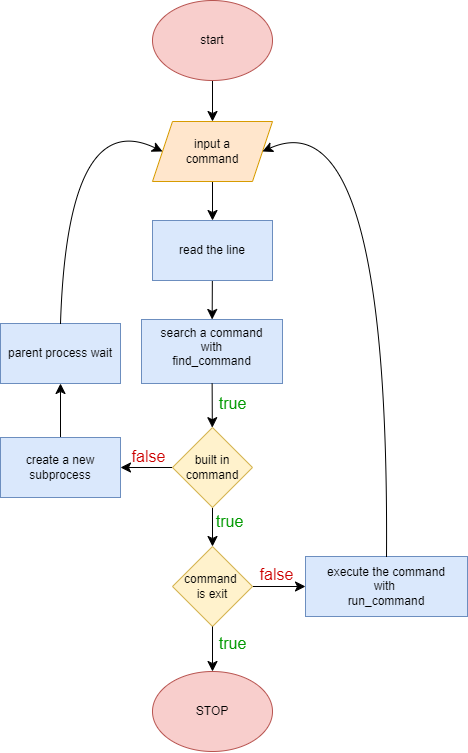 start
input a
command
read the line
search a command
with
find_command
parent process wait
true
built in
command
false
create a new
subprocess
true
command
is exit
false
execute the command
with
run_command
true
STOP